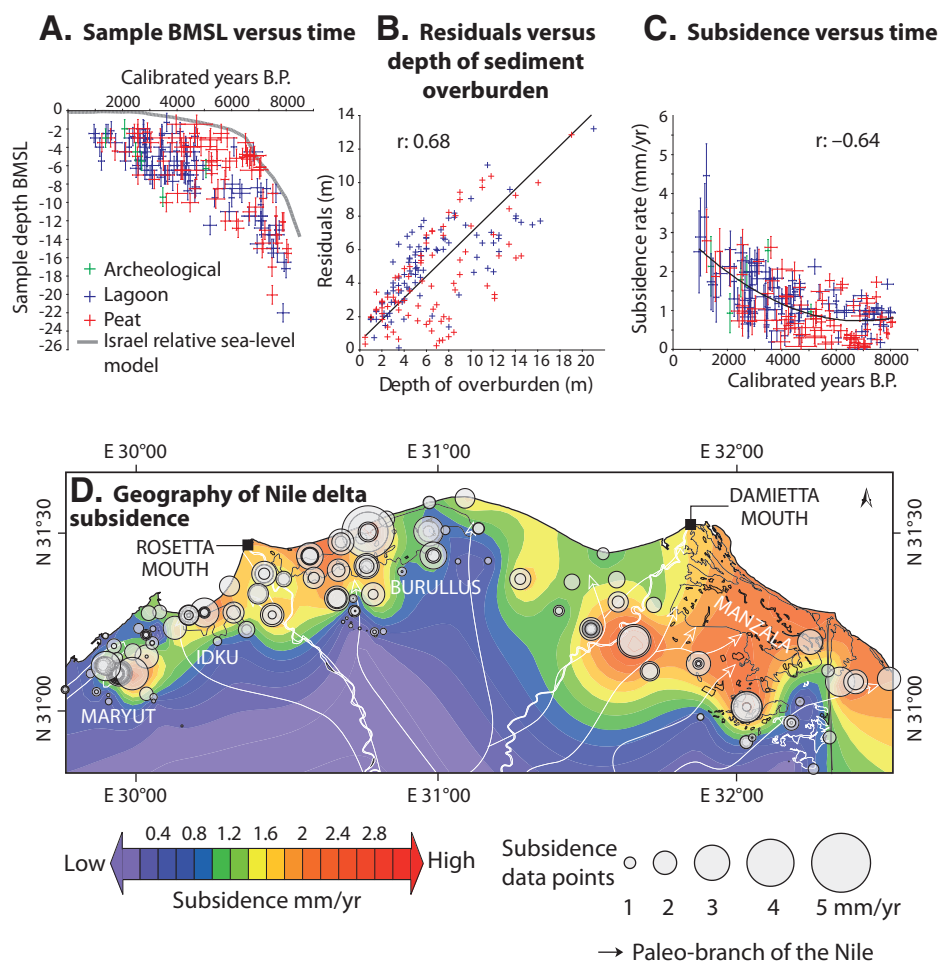 A. Sample BMSL versus time
Calibrated years B.P.
2000 4000 6000 8000
0
-2
-4
-6
-8
-10
-12
-14
-16
-18
-20
-22
-24
-26
Sample depth BMSL
Archeological
Lagoon
Peat
Israel relative sea-level
model
B. Residuals versus
depth of sediment
overburden
r: 0.68
14
12
10
8
6
4
2
0
Residuals (m)
0 2 4 6 8 10 12 14 16 18 20
Depth of overburden (m)
C. Subsidence versus time
r: –0.64
6
5
4
3
2
1
0
Subsidence rate (mm/yr)
0 2000 4000 6000 8000
Calibrated years B.P.
E 30°00 E 31°00 E 32°00
D. Geography of Nile delta
subsidence
N 31°30
N 31°00
ROSETTA
MOUTH
DAMIETTA
MOUTH
BURULLUS
MANZALA
IDKU
MARYUT
N 31°30
N 31°00
E 30°00 E 31°00 E 32°00
0.4 0.8 1.2 1.6 2 2.4 2.8
Low High
Subsidence mm/yr
Subsidence
data points
1 2 3 4 5 mm/yr
→ Paleo-branch of the Nile